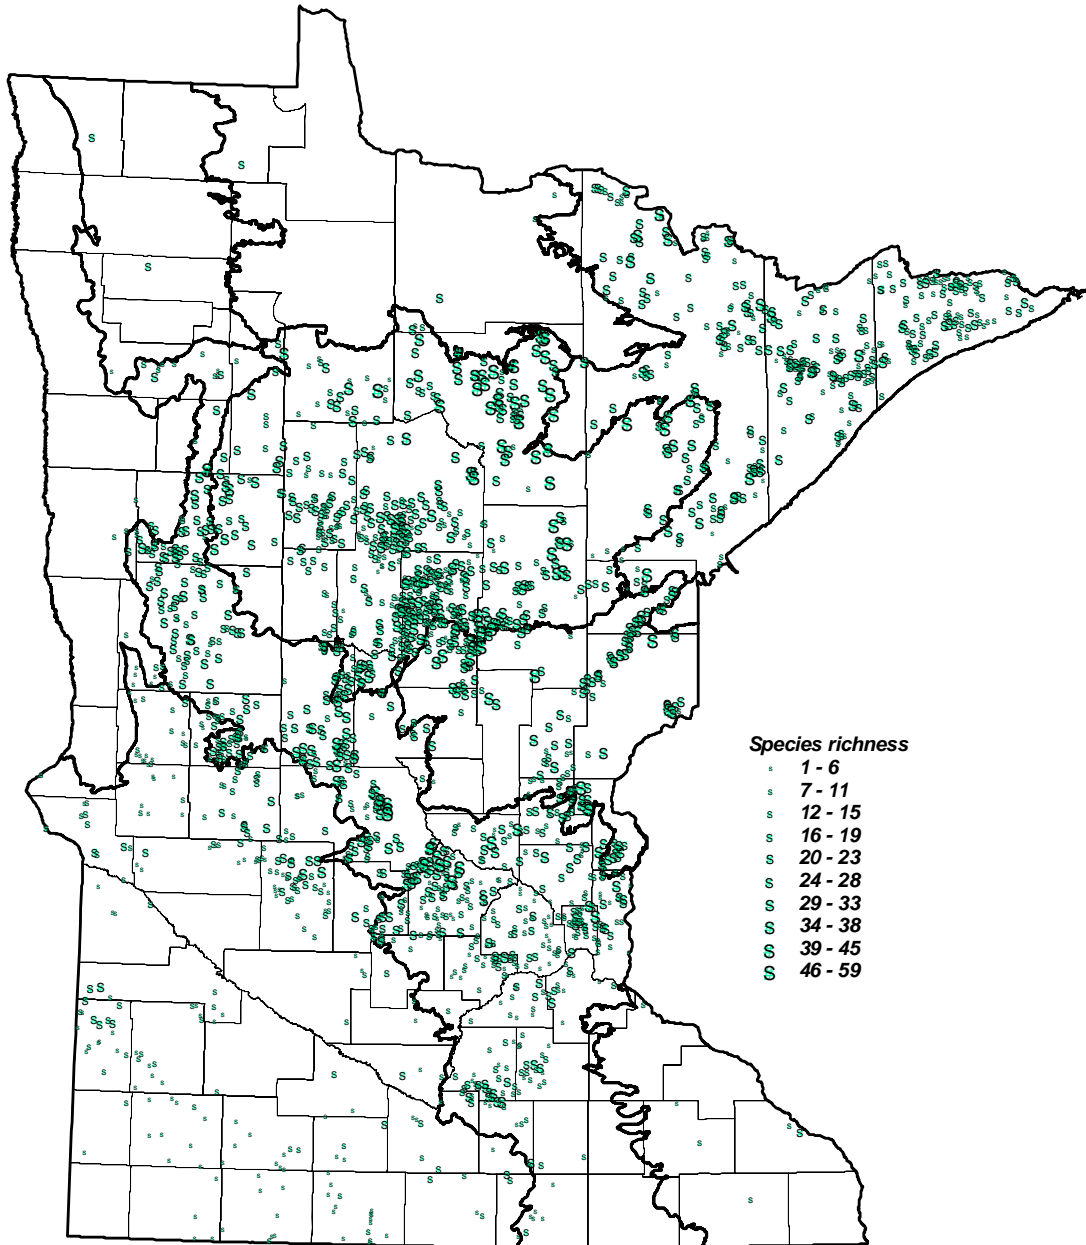 Species richness
s 1 - 6
s 7 - 11
s 12 - 15
s 16 - 19
s 20 - 23
s 24 - 28
s 29 - 33
s 34 - 38
s 39 - 45
s 46 - 59